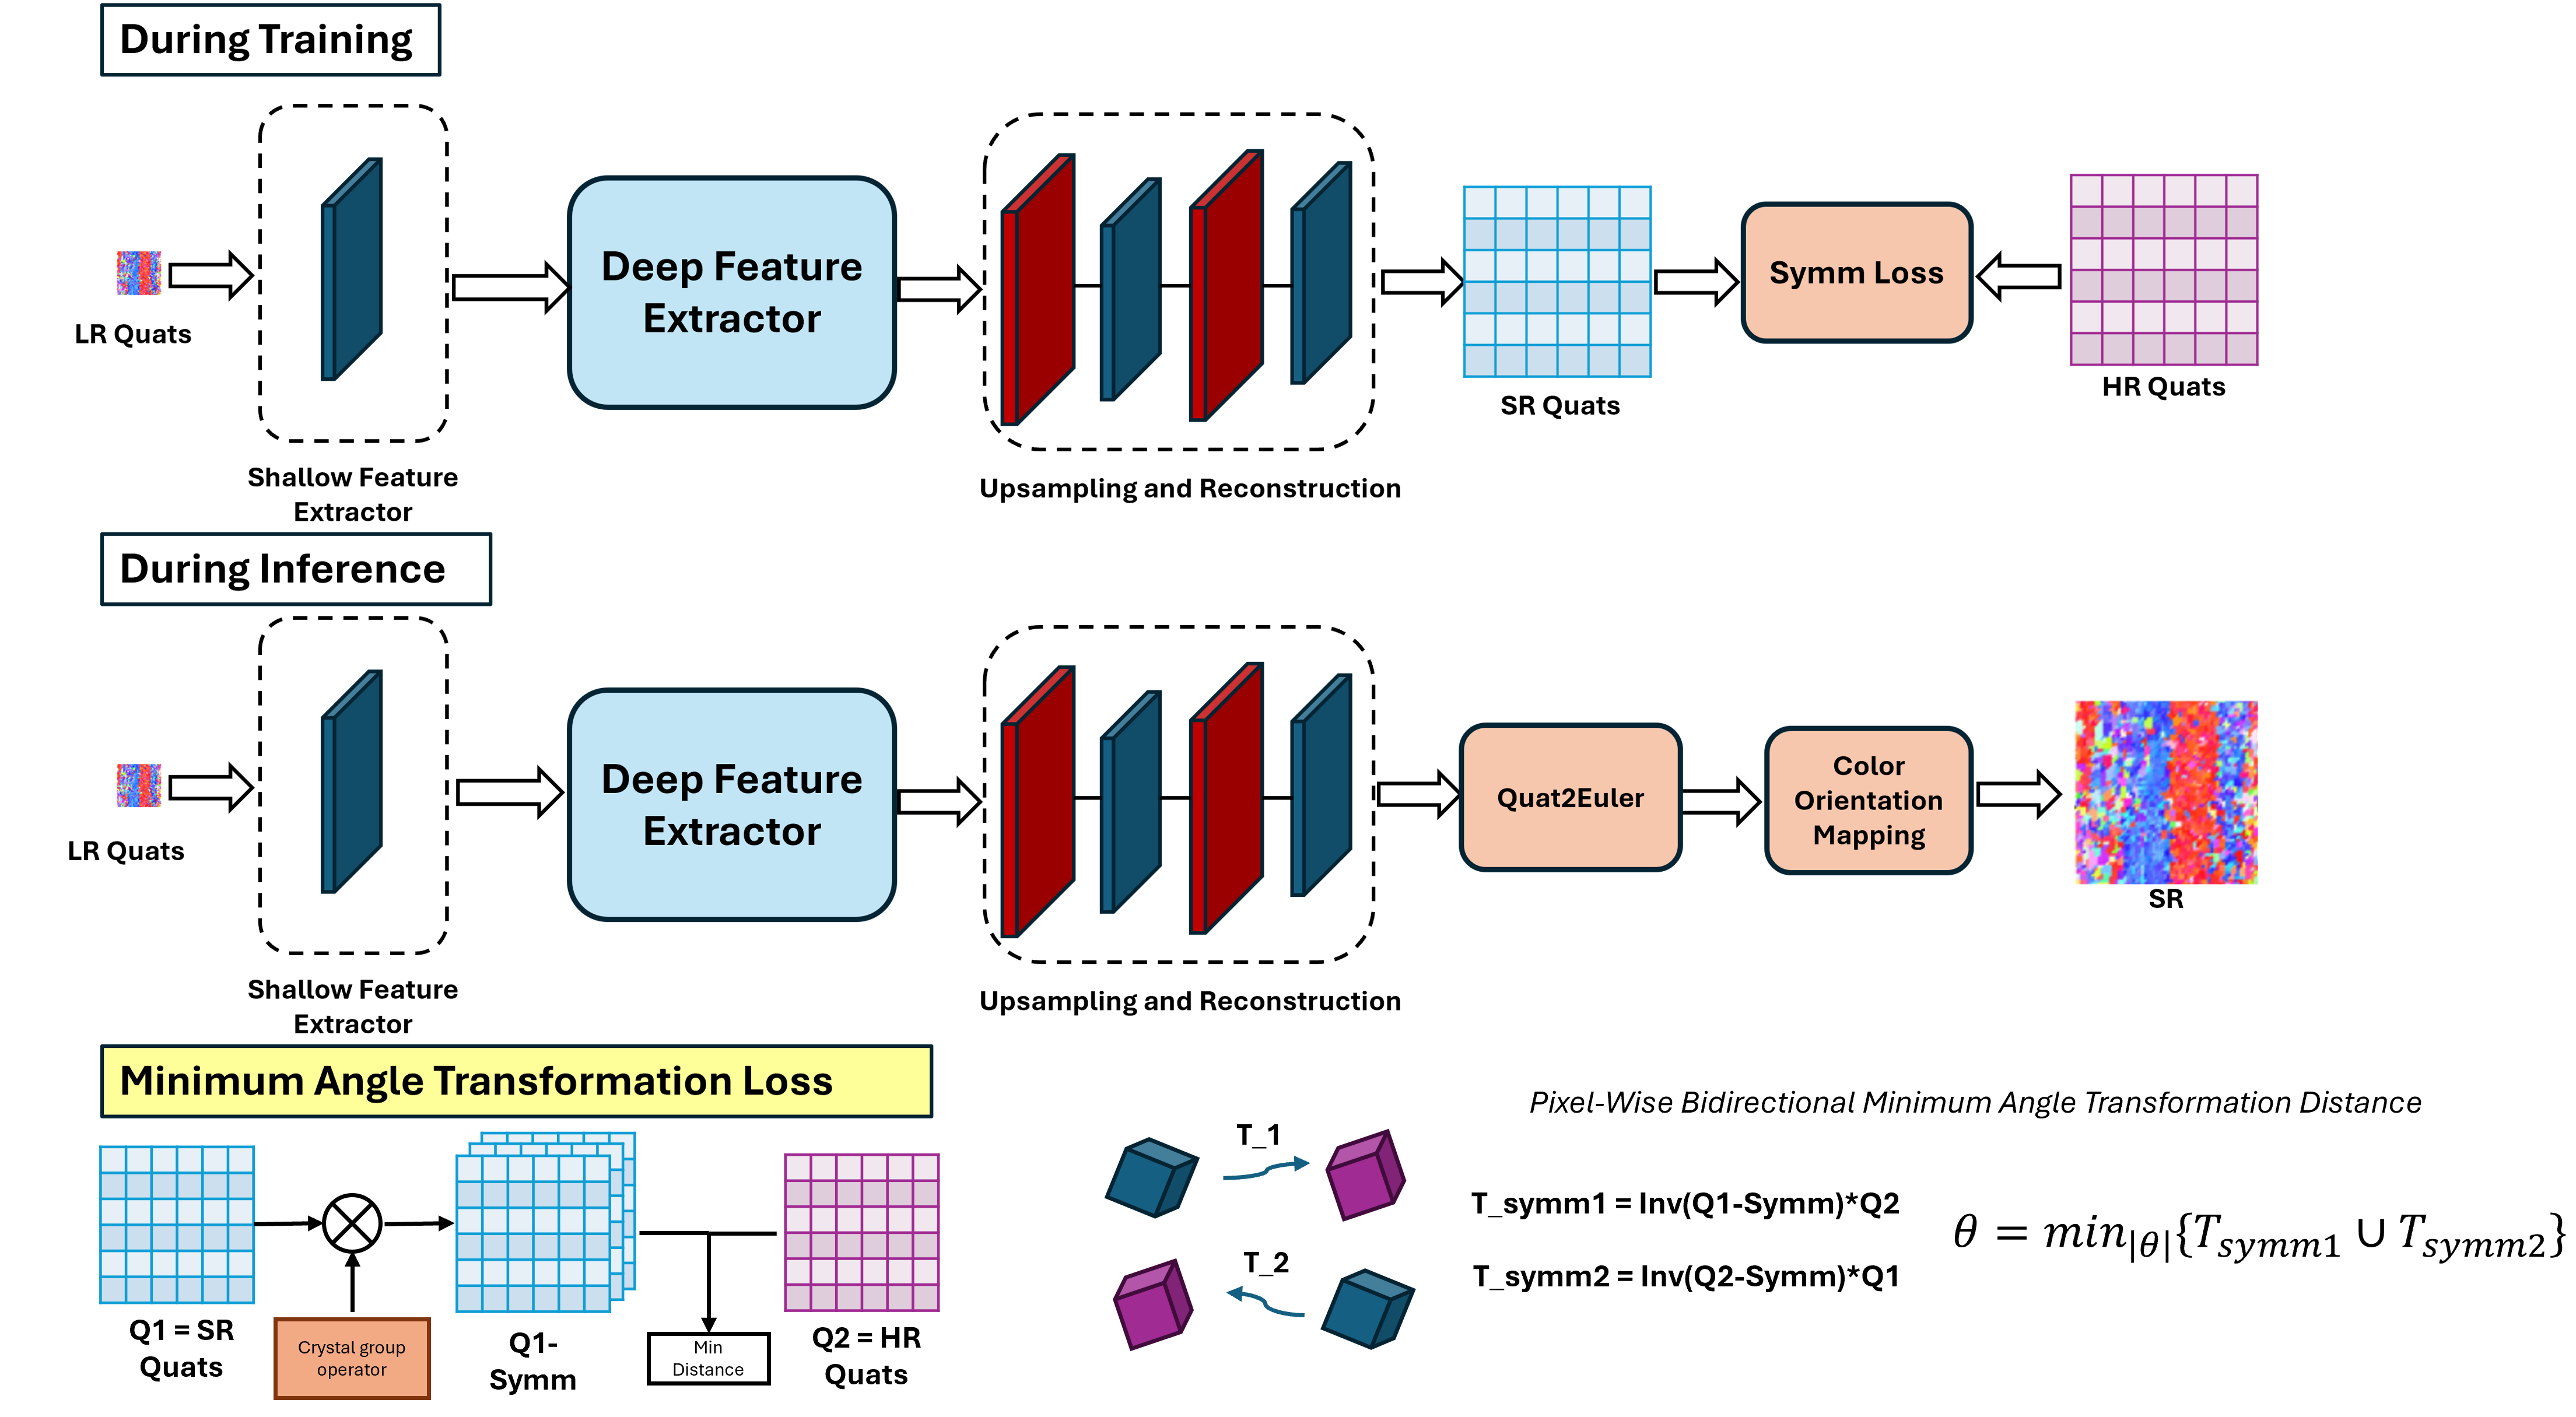 During Training
LR Quats
Shallow Feature
Extractor
Deep Feature
Extractor
Upsampling and Reconstruction
SR Quats
Symm Loss
HR Quats
During Inference
LR Quats
Shallow Feature
Extractor
Deep Feature
Extractor
Upsampling and Reconstruction
Quat2Euler
Color
Orientation
Mapping
SR
Minimum Angle Transformation Loss
Q1 = SR
Quats
Crystal group
operator
Q1-
Symm
Min
Distance
Q2 = HR
Quats
T_1
T_2
Pixel-Wise Bidirectional Minimum Angle Transformation Distance
T_symm1 = Inv(Q1-Symm)*Q2
T_symm2 = Inv(Q2-Symm)*Q1
θ = min_{|θ|}{T_{symm1} ∪ T_{symm2}}